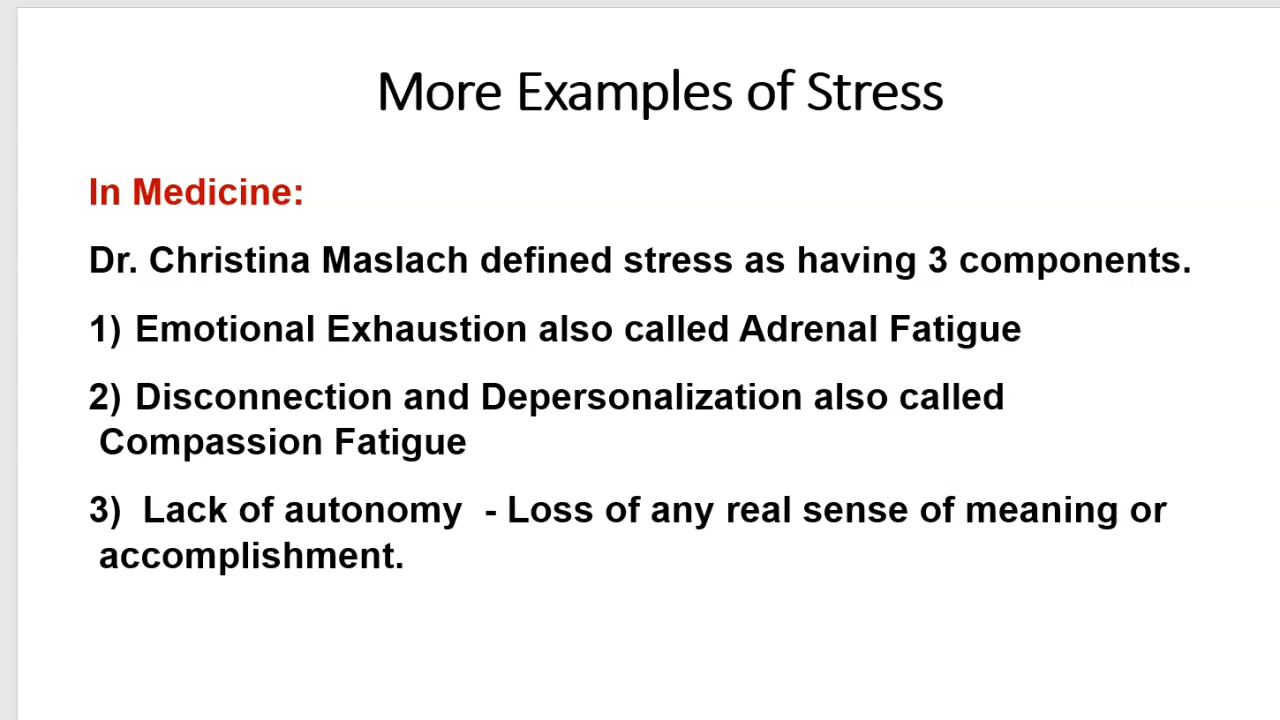 More Examples of Stress
In Medicine:
Dr. Christina Maslach defined stress as having 3 components.
1) Emotional Exhaustion also called Adrenal Fatigue
2) Disconnection and Depersonalization also called
Compassion Fatigue
3) Lack of autonomy - Loss of any real sense of meaning or
accomplishment.